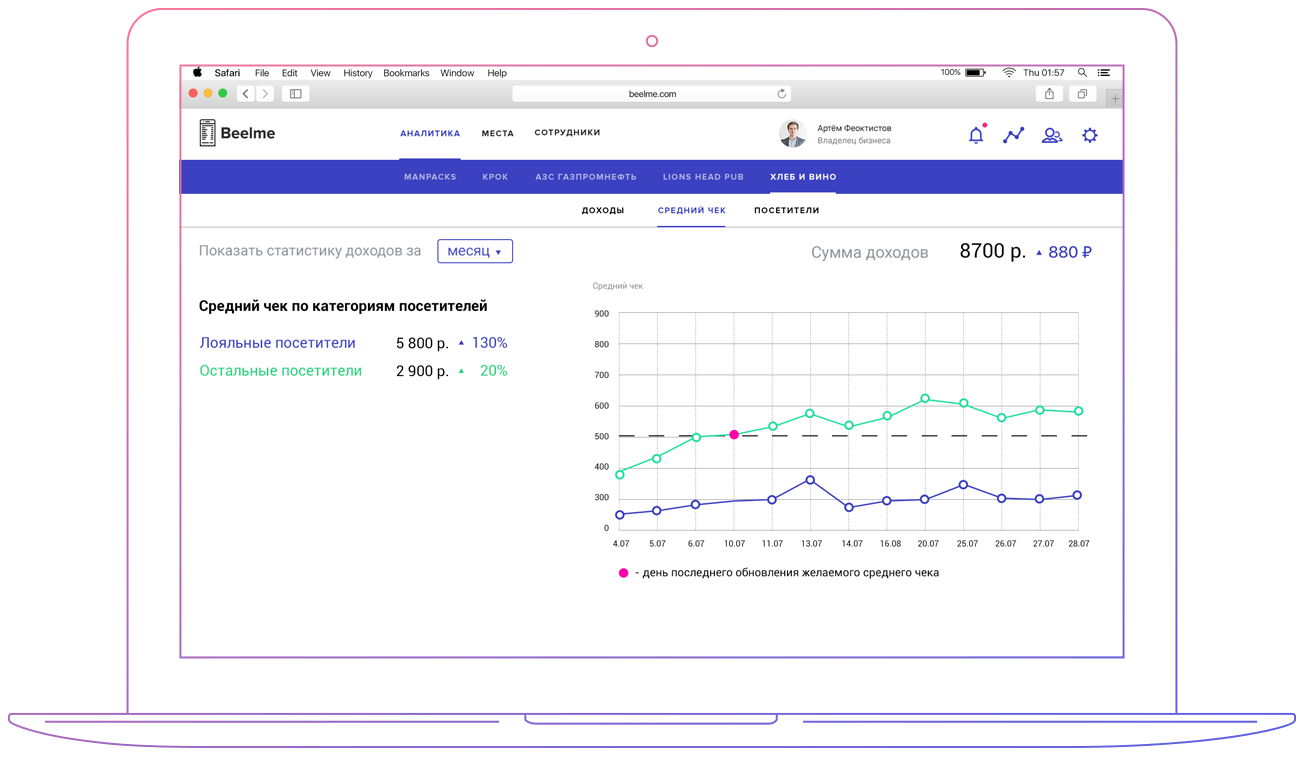 Safari File Edit View History Bookmarks Window Help 100% Thu 01:57
beelme.com
Beelme АНАЛИТИКА МЕСТА СОТРУДНИКИ Артём Феоктистов
Владелец бизнеса
MANPACKS КРОК АЗС ГАЗПРОМНЕФТЬ LIONS HEAD PUB ХЛЕБ И ВИНО
ДОХОДЫ СРЕДНИЙ ЧЕК ПОСЕТИТЕЛИ
Показать статистику доходов за месяц ▼ Сумма доходов 8700 р. ▲ 880 ₽
Средний чек по категориям посетителей
Лояльные посетители 5 800 р. ▲ 130%
Остальные посетители 2 900 р. ▲ 20%
Средний чек
900
800
700
600
500
400
300
0
4.07 5.07 6.07 10.07 11.07 13.07 14.07 16.08 20.07 25.07 26.07 27.07 28.07
- день последнего обновления желаемого среднего чека